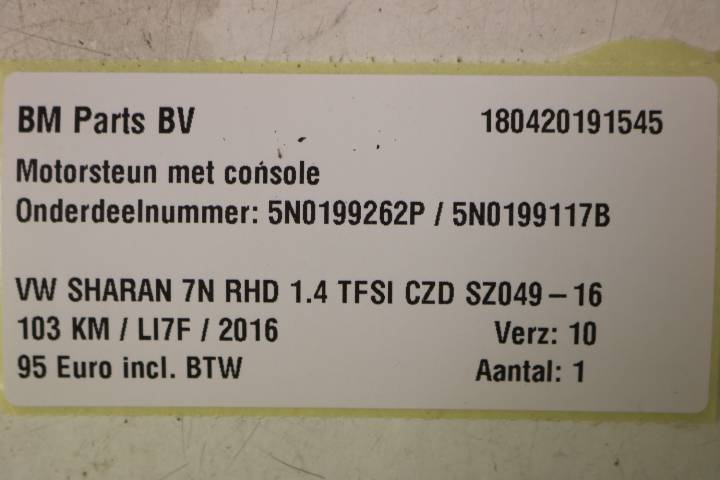 BM Parts BV 180420191545
Motorsteun met console
Onderdeelnummer: 5N0199262P / 5N0199117B
VW SHARAN 7N RHD 1.4 TFSI CZD SZ049-16
103 KM / LI7F / 2016 Verz: 10
95 Euro incl. BTW Aantal: 1